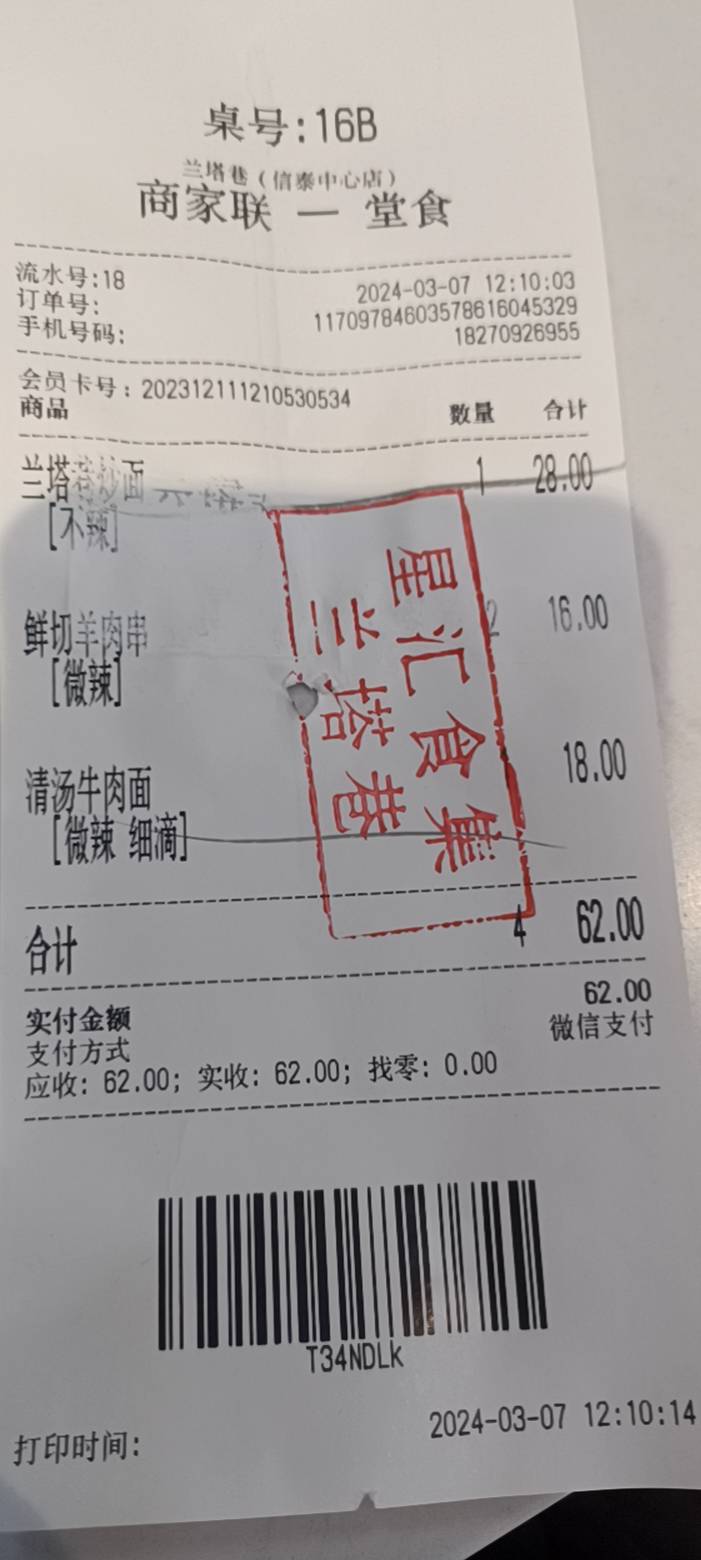 桌号:16B
兰塔巷(信泰中心店)
商家联 — 堂食
流水号:18 2024-03-07 12:10:03
订单号: 11709784603578616045329
手机号码: 18270926955
会员卡号:202312111210530534
商品 数量 合计
兰塔巷炒面 1 28.00
[不辣]
鲜切羊肉串 2 16.00
[微辣]
清汤牛肉面 18.00
[微辣 细滴]
星汇食集
兰塔巷
合计 4 62.00
实付金额 62.00
支付方式 微信支付
应收: 62.00; 实收: 62.00; 找零: 0.00
T34NDLk
打印时间: 2024-03-07 12:10:14